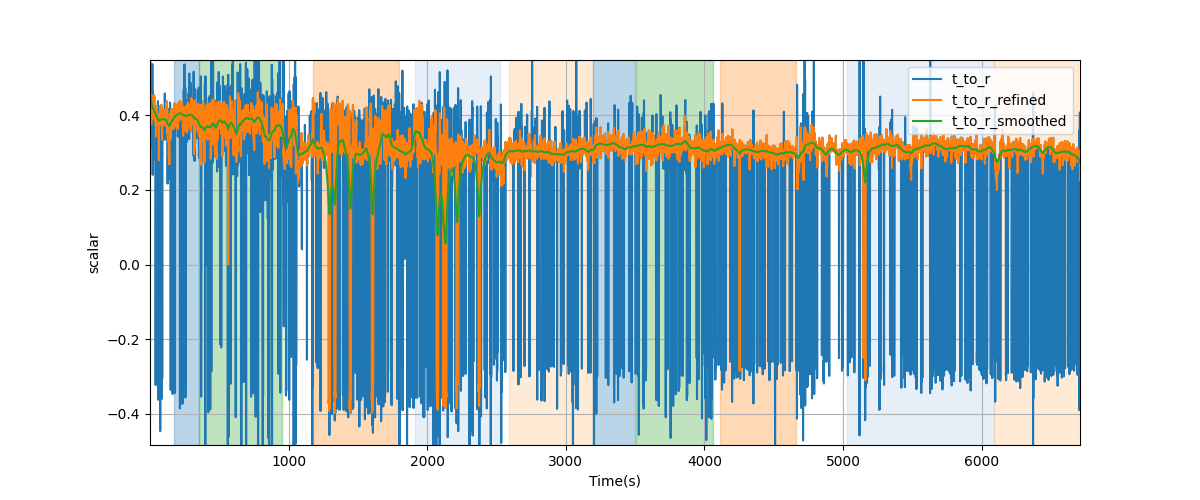 t_to_r
t_to_r_refined
t_to_r_smoothed
scalar
0.4
0.2
0.0
−0.2
−0.4
1000 2000 3000 4000 5000 6000
Time(s)